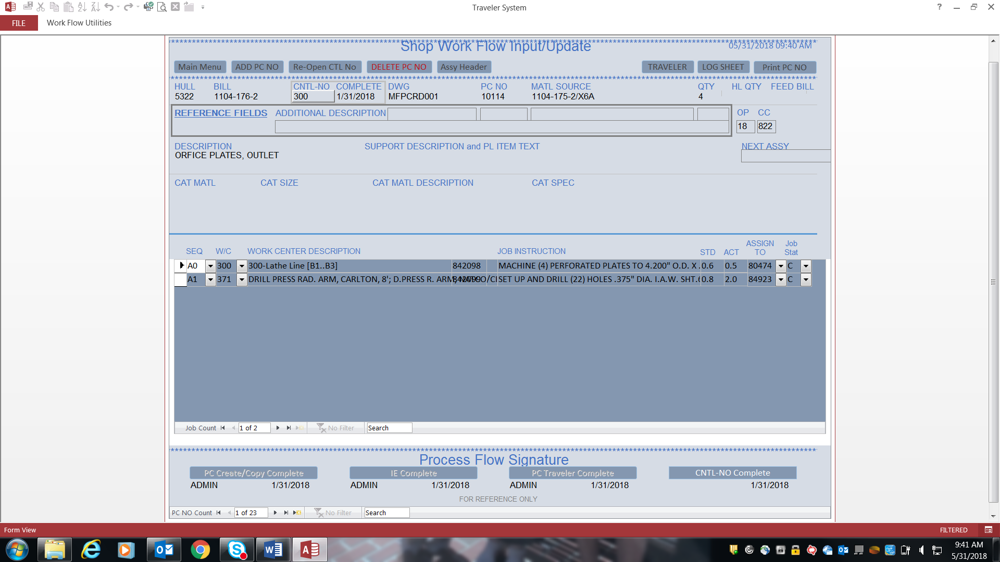 Traveler System
?
FILE Work Flow Utilities
Shop Work Flow Input/Update
05/31/2018 09:40 AM
Main Menu ADD PC NO Re-Open CTL No DELETE PC NO Assy Header TRAVELER LOG SHEET Print PC NO
HULL BILL CNTL-NO COMPLETE DWG PC NO MATL SOURCE QTY HL QTY FEED BILL
5322 1104-176-2 300 1/31/2018 MFPCRD001 10114 1104-175-2/X6A 4
REFERENCE FIELDS ADDITIONAL DESCRIPTION OP CC
18 822
DESCRIPTION SUPPORT DESCRIPTION and PL ITEM TEXT NEXT ASSY
ORFICE PLATES, OUTLET
CAT MATL CAT SIZE CAT MATL DESCRIPTION CAT SPEC
SEQ W/C WORK CENTER DESCRIPTION JOB INSTRUCTION STD ACT ASSIGN TO Job Stat
A0 300 300-Lathe Line [B1..B3] 842098 MACHINE (4) PERFORATED PLATES TO 4.200" O.D. X .0.6 0.5 80474 C
A1 371 DRILL PRESS RAD. ARM, CARLTON, 8'; D.PRESS R. ARM, SET UP AND DRILL (22) HOLES .375" DIA. I.A.W. SHT. 0.8 2.0 84923 C
Job Count 1 of 2 No Filter Search
Process Flow Signature
PC Create/Copy Complete IE Complete PC Traveler Complete CNTL-NO Complete
ADMIN 1/31/2018 ADMIN 1/31/2018 ADMIN 1/31/2018 1/31/2018
FOR REFERENCE ONLY
PC NO Count 1 of 23 No Filter Search
Form View FILTERED
9:41 AM
5/31/2018